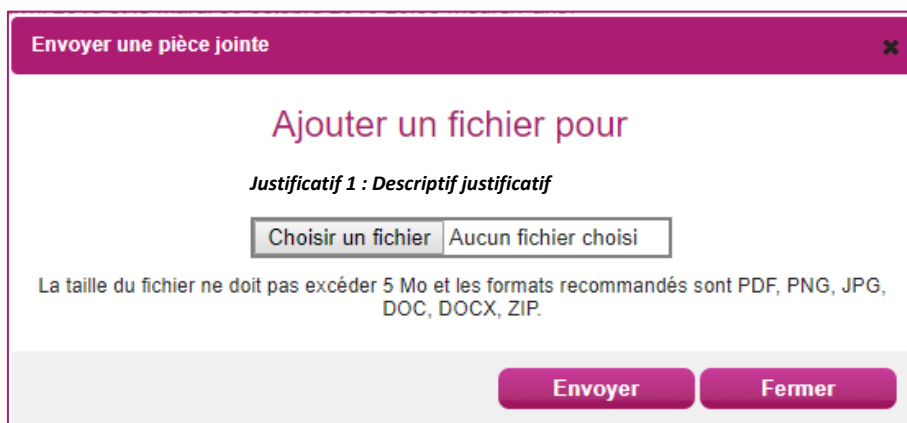 Envoyer une pièce jointe
Ajouter un fichier pour
Justificatif 1 : Descriptif justificatif
Choisir un fichier Aucun fichier choisi
La taille du fichier ne doit pas excéder 5 Mo et les formats recommandés sont PDF, PNG, JPG,
DOC, DOCX, ZIP.
Envoyer Fermer